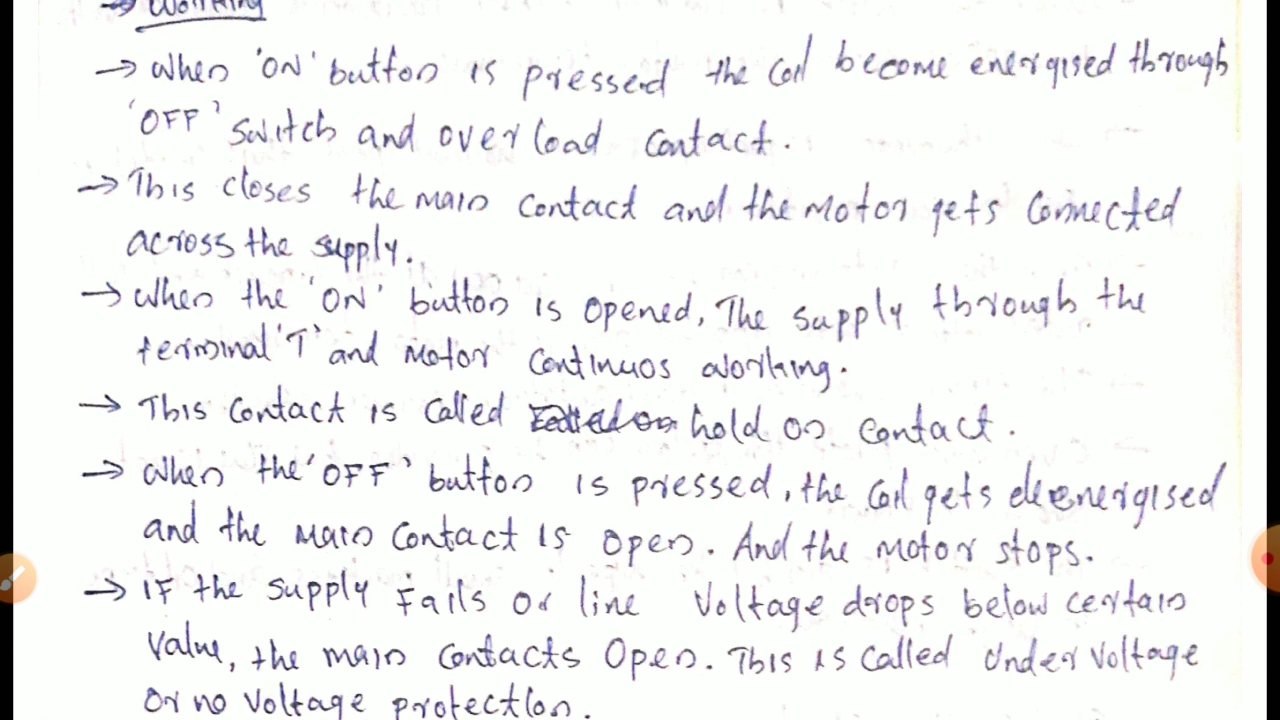 → Working
→ When 'ON' button is pressed the coil become energised through
'OFF' switch and overload contact.
→ This closes the main contact and the motor gets connected
across the supply.
→ When the 'ON' button is opened, The supply through the
terminal 'T' and motor continuos working.
→ This contact is called hold on contact.
→ When the 'OFF' button is pressed, the coil gets deenergised
and the main contact is open. And the motor stops.
→ IF the supply fails or line voltage drops below certain
value, the main contacts open. This is called under voltage
or no voltage protection.